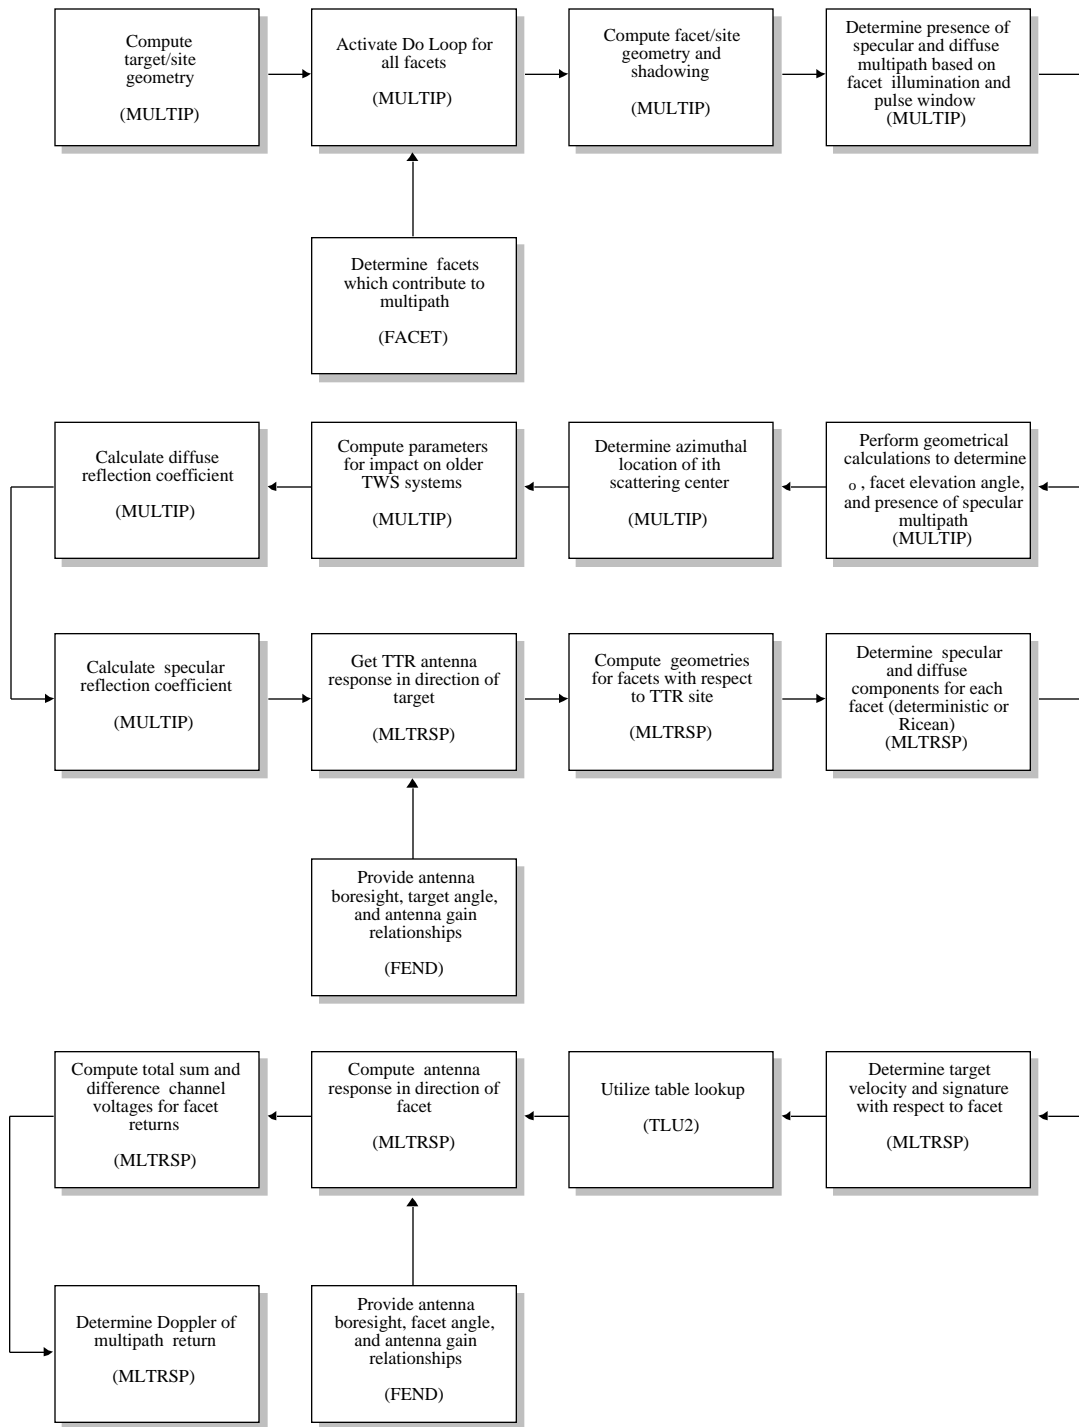 Compute
target/site
geometry
(MULTIP)
Activate Do Loop for
all facets
(MULTIP)
Compute facet/site
geometry and
shadowing
(MULTIP)
Determine presence of
specular and diffuse
multipath based on
facet illumination and
pulse window
(MULTIP)
Determine facets
which contribute to
multipath
(FACET)
Calculate diffuse
reflection coefficient
(MULTIP)
Compute parameters
for impact on older
TWS systems
(MULTIP)
Determine azimuthal
location of ith
scattering center
(MULTIP)
Perform geometrical
calculations to determine
o , facet elevation angle,
and presence of specular
multipath
(MULTIP)
Calculate specular
reflection coefficient
(MULTIP)
Get TTR antenna
response in direction of
target
(MLTRSP)
Compute geometries
for facets with respect
to TTR site
(MLTRSP)
Determine specular
and diffuse
components for each
facet (deterministic or
Ricean)
(MLTRSP)
Provide antenna
boresight, target angle,
and antenna gain
relationships
(FEND)
Compute total sum and
difference channel
voltages for facet
returns
(MLTRSP)
Compute antenna
response in direction of
facet
(MLTRSP)
Utilize table lookup
(TLU2)
Determine target
velocity and signature
with respect to facet
(MLTRSP)
Determine Doppler of
multipath return
(MLTRSP)
Provide antenna
boresight, facet angle,
and antenna gain
relationships
(FEND)